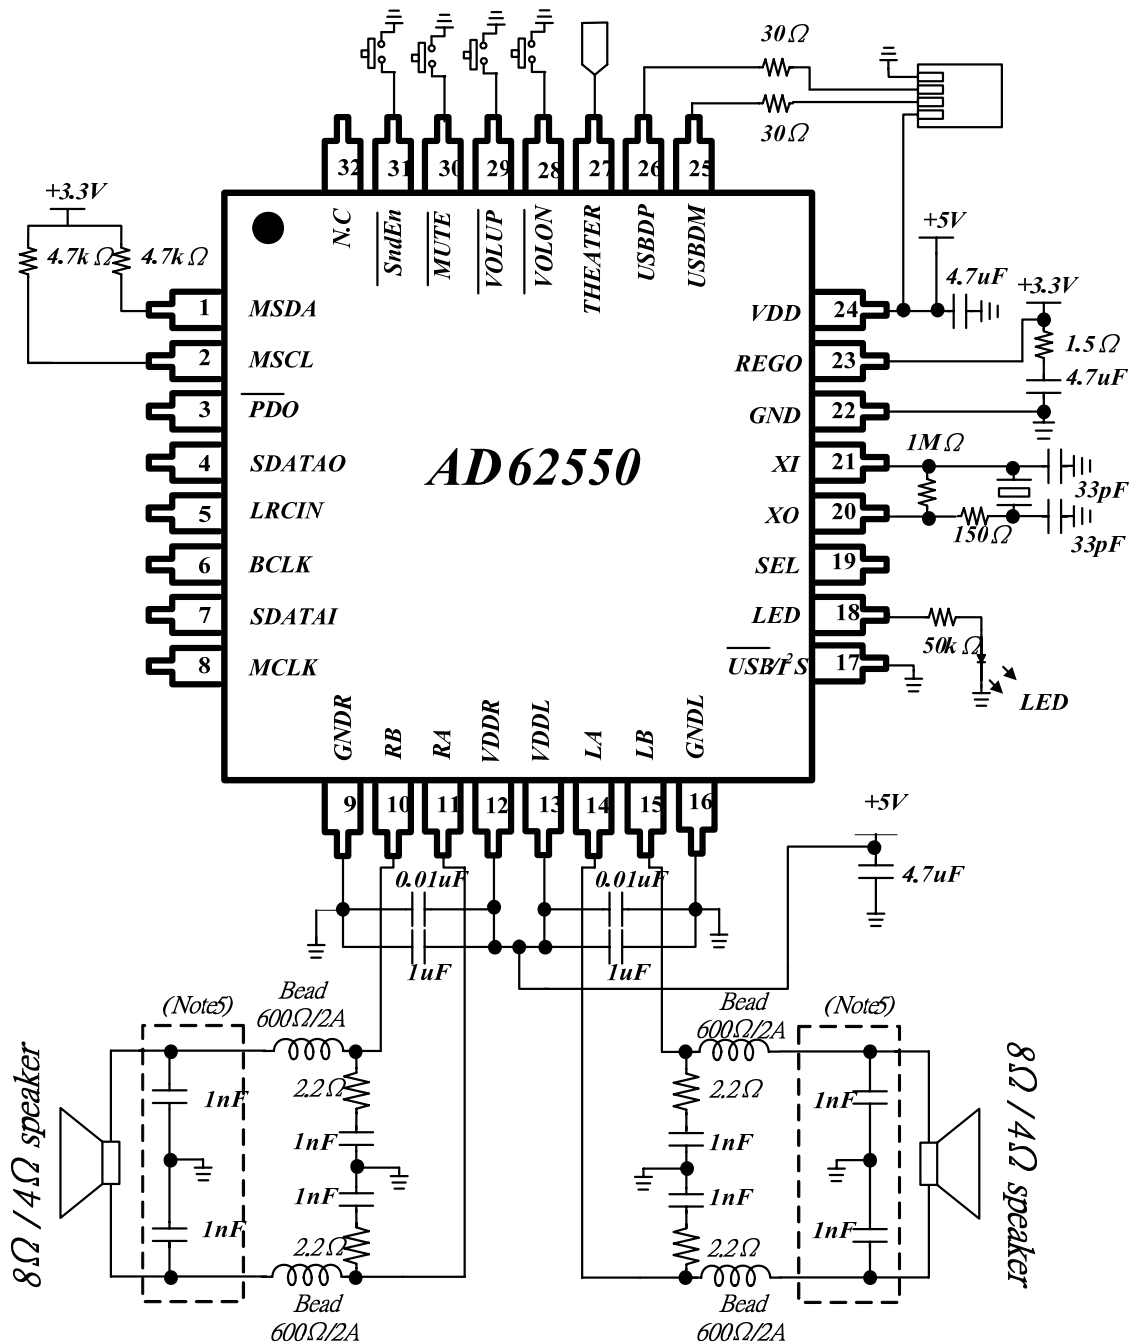 30Ω
30Ω
32
31
30
29
28
27
26
25
N.C
SndEn
MUTE
VOLUP
VOLON
THEATER
USBDP
USBDM
+3.3V
4.7kΩ
4.7kΩ
1 MSDA
2 MSCL
3 PDO
4 SDATAO
5 LRCIN
6 BCLK
7 SDATAI
8 MCLK
AD62550
VDD 24
REGO 23
GND 22
XI 21
XO 20
SEL 19
LED 18
USB/I²S 17
+5V
4.7uF
+3.3V
1.5Ω
4.7uF
1MΩ
33pF
150Ω
33pF
50kΩ
LED
GNDR
RB
RA
VDDR
VDDL
LA
LB
GNDL
9
10
11
12
13
14
15
16
+5V
4.7uF
0.01uF
0.01uF
1uF
1uF
(Note5)
Bead
600Ω/2A
2.2Ω
1nF
1nF
1nF
1nF
2.2Ω
Bead
600Ω/2A
8Ω/4Ω speaker
Bead
600Ω/2A
(Note5)
2.2Ω
1nF
1nF
1nF
1nF
2.2Ω
Bead
600Ω/2A
8Ω/4Ω speaker